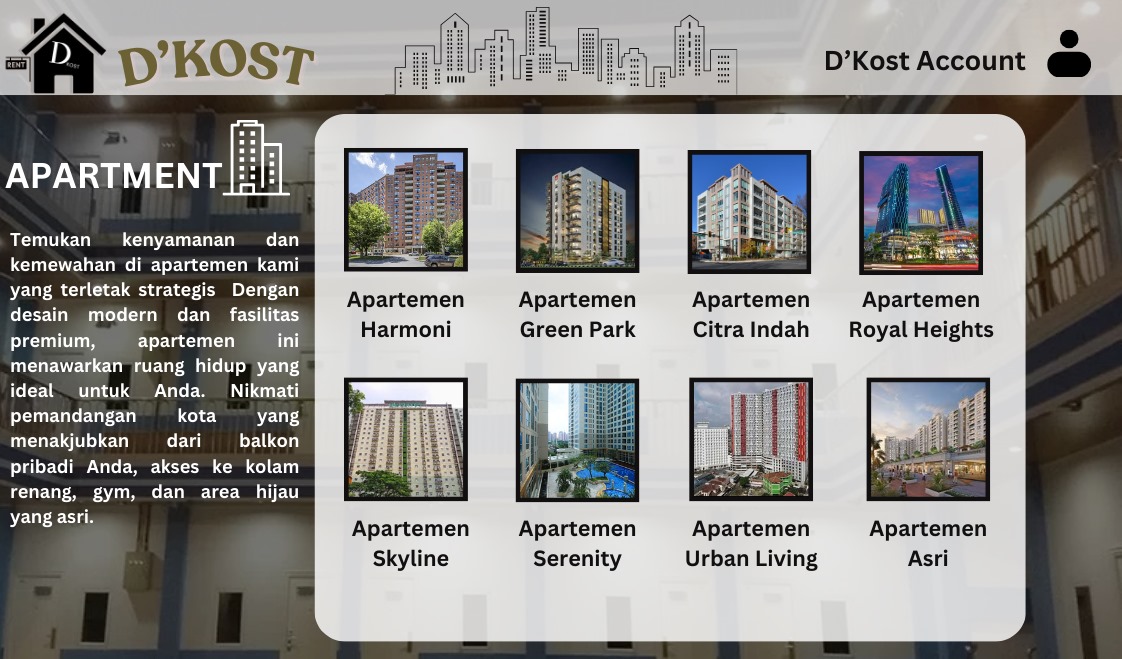 RENT
D
KOST
D'KOST
D'Kost Account
APARTMENT
Temukan kenyamanan dan
kemewahan di apartemen kami
yang terletak strategis Dengan
desain modern dan fasilitas
premium, apartemen ini
menawarkan ruang hidup yang
ideal untuk Anda. Nikmati
pemandangan kota yang
menakjubkan dari balkon
pribadi Anda, akses ke kolam
renang, gym, dan area hijau
yang asri.
Apartemen
Harmoni
Apartemen
Green Park
Apartemen
Citra Indah
Apartemen
Royal Heights
Apartemen
Skyline
Apartemen
Serenity
Apartemen
Urban Living
Apartemen
Asri